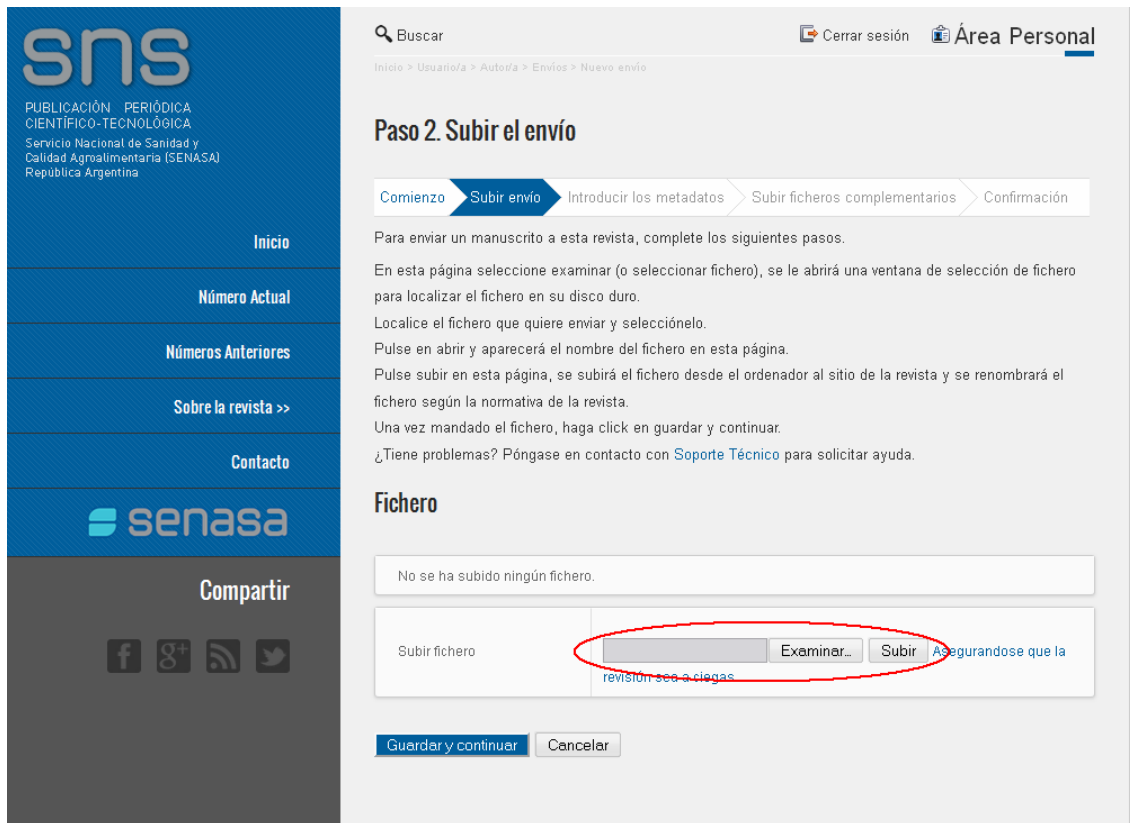 sns
PUBLICACIÓN PERIÓDICA
CIENTÍFICO-TECNOLÓGICA
Servicio Nacional de Sanidad y
Calidad Agroalimentaria (SENASA)
República Argentina
Inicio
Número Actual
Números Anteriores
Sobre la revista >>
Contacto
senasa
Compartir
Buscar
Cerrar sesión
Área Personal
Inicio > Usuario/a > Autor/a > Envíos > Nuevo envío
Paso 2. Subir el envío
Comienzo Subir envío Introducir los metadatos Subir ficheros complementarios Confirmación
Para enviar un manuscrito a esta revista, complete los siguientes pasos.
En esta página seleccione examinar (o seleccionar fichero), se le abrirá una ventana de selección de fichero
para localizar el fichero en su disco duro.
Localice el fichero que quiere enviar y selecciónelo.
Pulse en abrir y aparecerá el nombre del fichero en esta página.
Pulse subir en esta página, se subirá el fichero desde el ordenador al sitio de la revista y se renombrará el
fichero según la normativa de la revista.
Una vez mandado el fichero, haga click en guardar y continuar.
¿Tiene problemas? Póngase en contacto con Soporte Técnico para solicitar ayuda.
Fichero
No se ha subido ningún fichero.
Subir fichero Examinar... Subir Asegurandose que la
revisión sea a ciegas
Guardar y continuar Cancelar